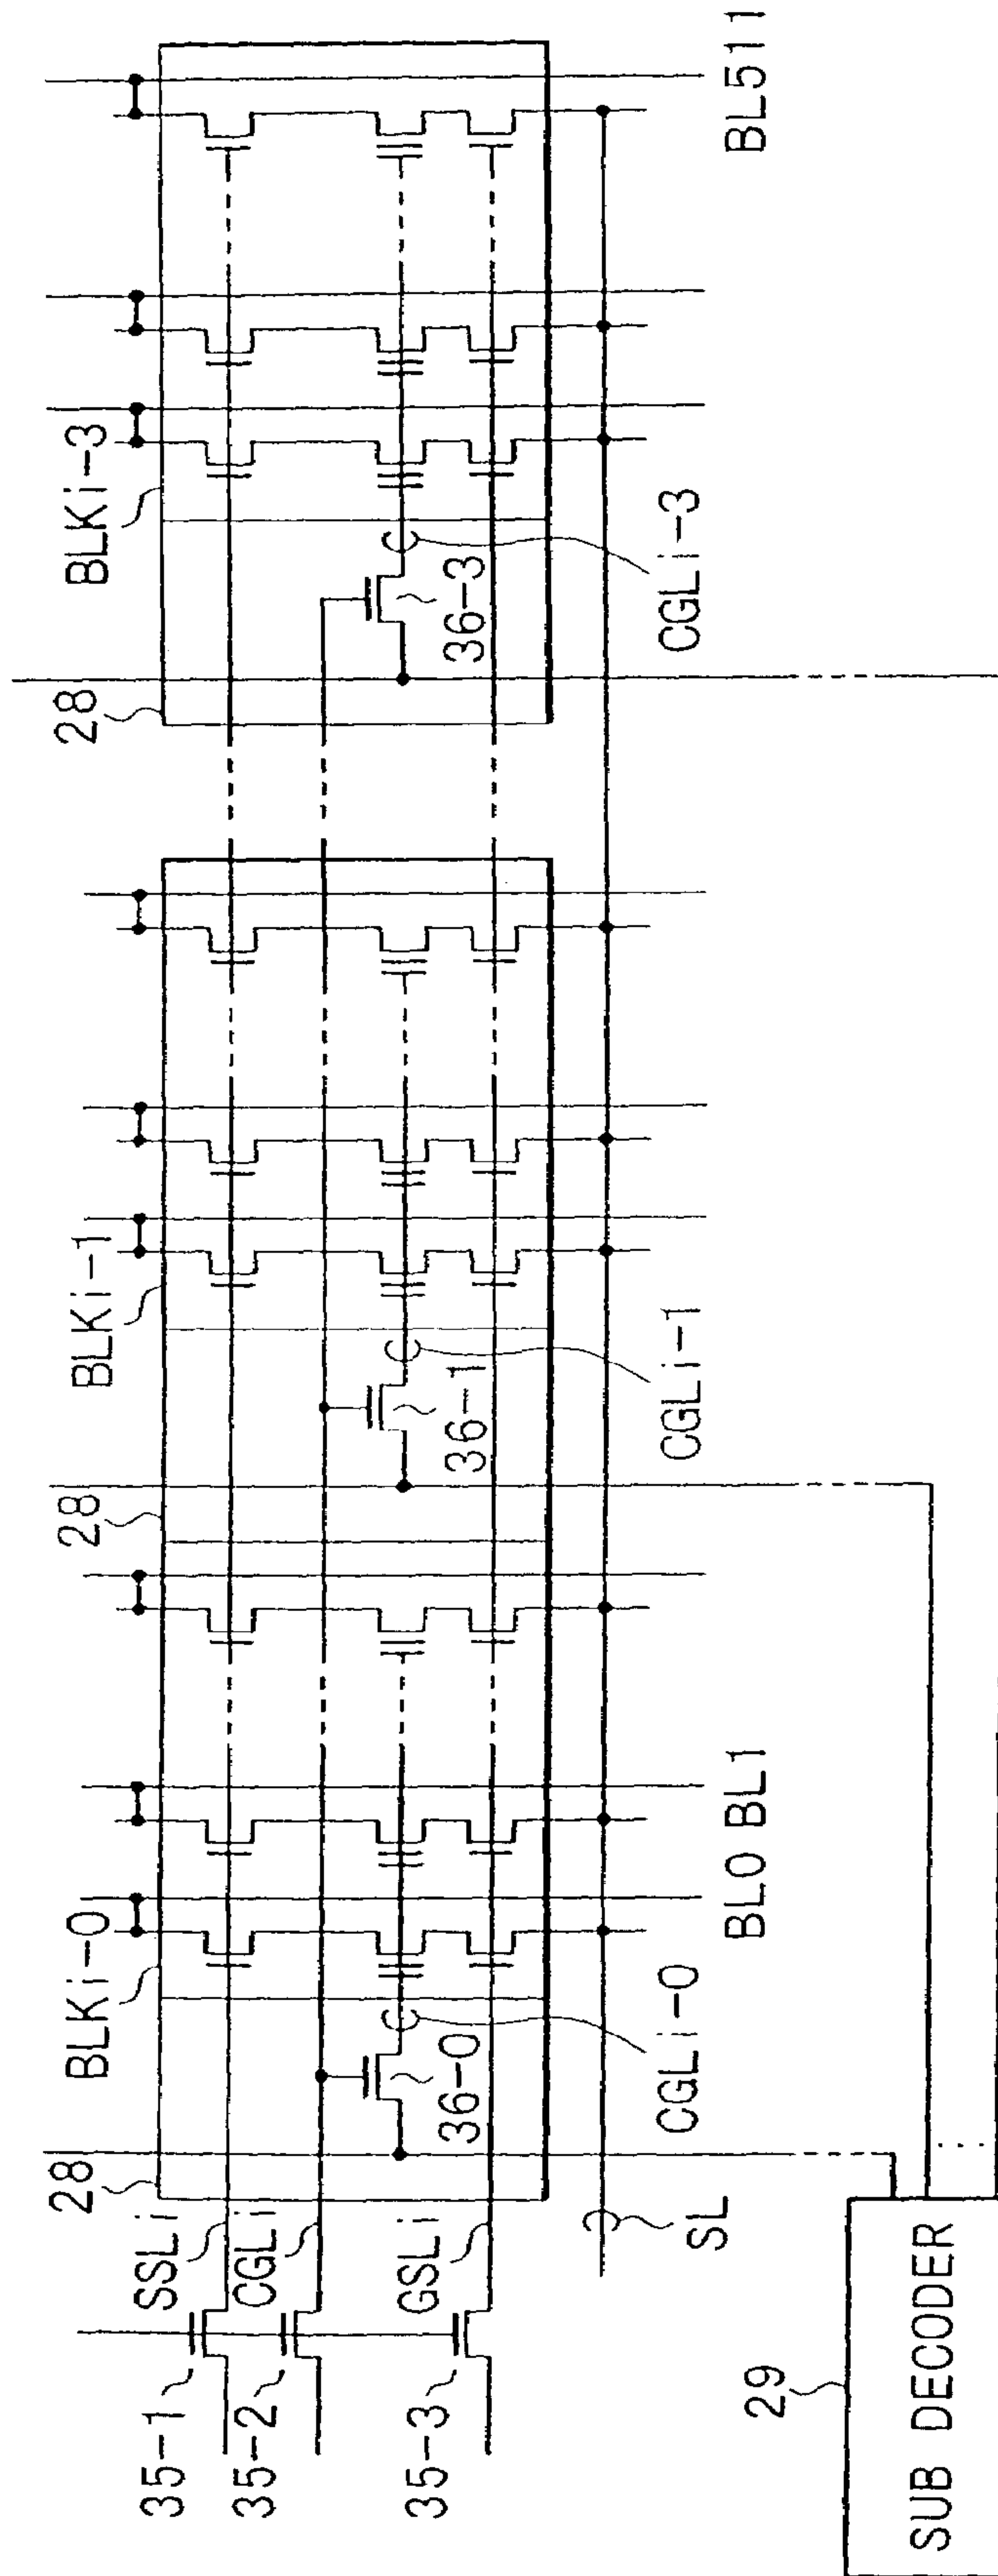 28
BLKi-0
28
BLKi-1
28
BLKi-3
35-1
SSLi
35-2
CGLi
35-3
GSLi
36-0
36-1
36-3
CGLi-0
CGLi-1
CGLi-3
SL
BL0 BL1
BL511
29
SUB DECODER